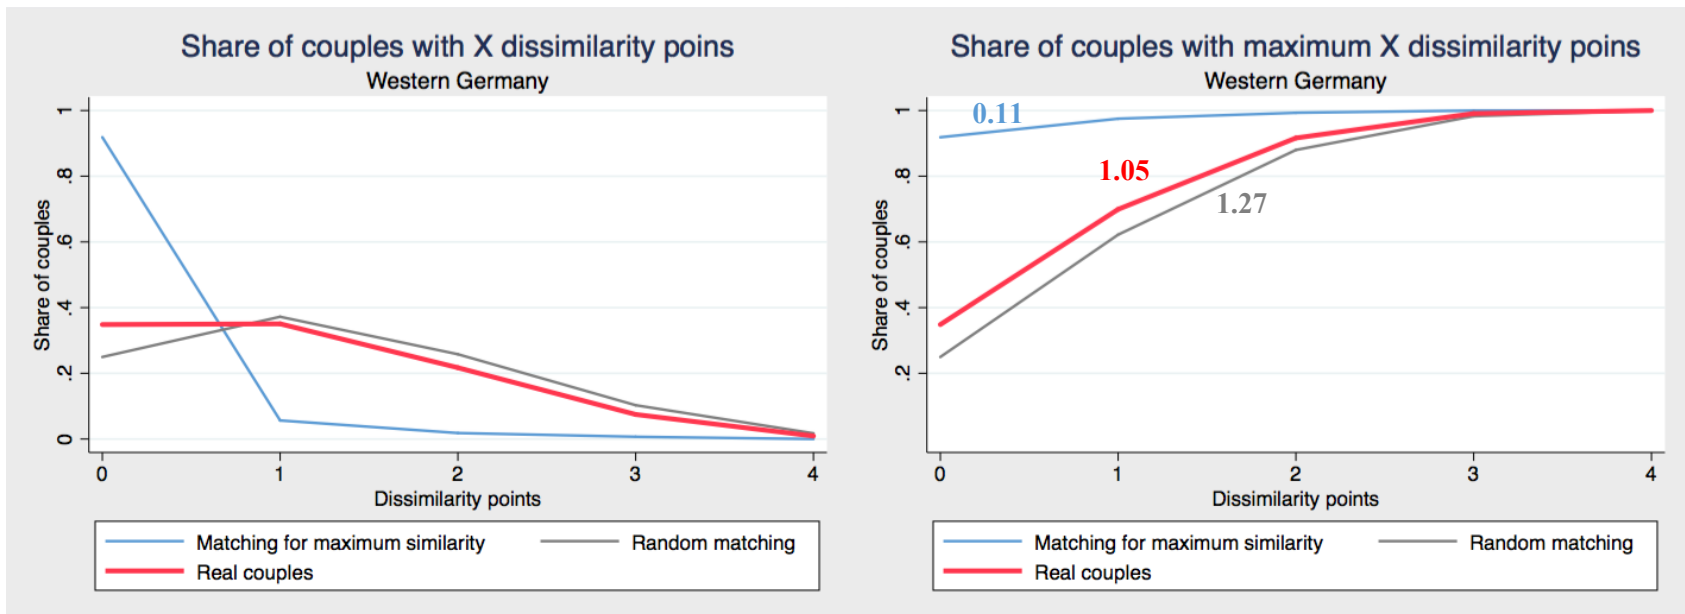 Share of couples with X dissimilarity poins
Western Germany
Share of couples
1
.8
.6
.4
.2
0
0 1 2 3 4
Dissimilarity points
Matching for maximum similarity Random matching
Real couples
Share of couples with maximum X dissimilarity poins
Western Germany
Share of couples
1
.8
.6
.4
.2
0.11
1.05
1.27
0 1 2 3 4
Dissimilarity points
Matching for maximum similarity Random matching
Real couples